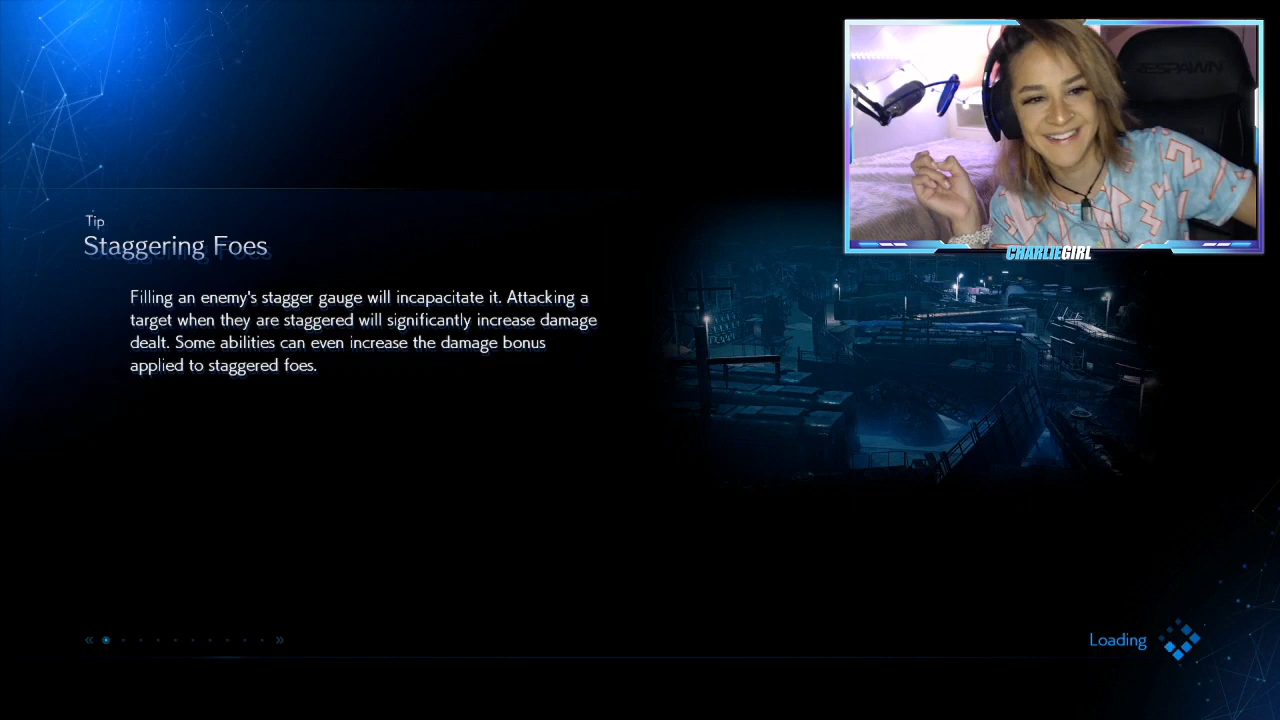 RESPAWN
CHARLIEGIRL
Tip
Staggering Foes
Filling an enemy's stagger gauge will incapacitate it. Attacking a
target when they are staggered will significantly increase damage
dealt. Some abilities can even increase the damage bonus
applied to staggered foes.
Loading